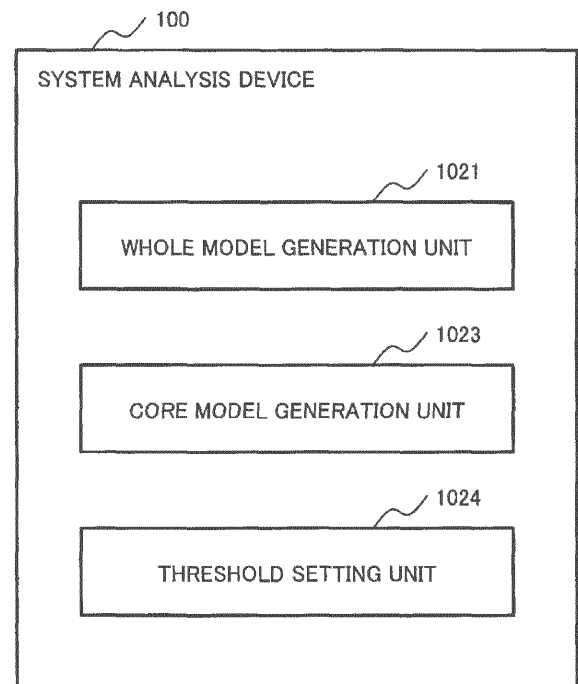 100
SYSTEM ANALYSIS DEVICE
1021
WHOLE MODEL GENERATION UNIT
1023
CORE MODEL GENERATION UNIT
1024
THRESHOLD SETTING UNIT